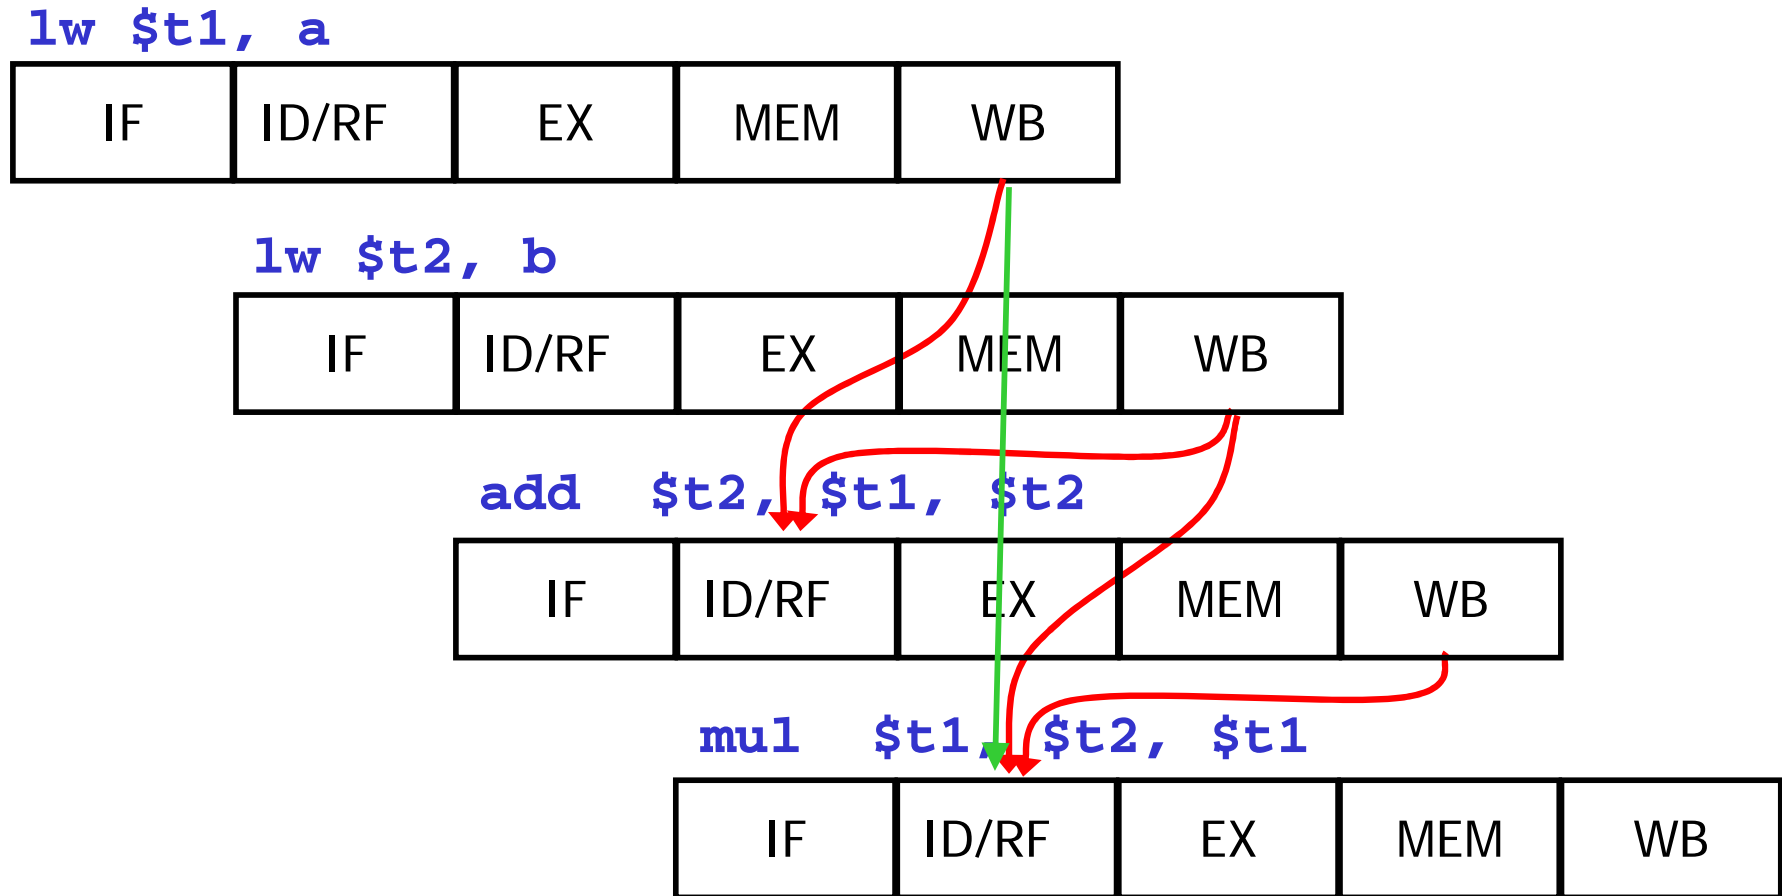 lw $t1, a
IF ID/RF EX MEM WB
lw $t2, b
IF ID/RF EX MEM WB
add $t2, $t1, $t2
IF ID/RF EX MEM WB
mul $t1, $t2, $t1
IF ID/RF EX MEM WB